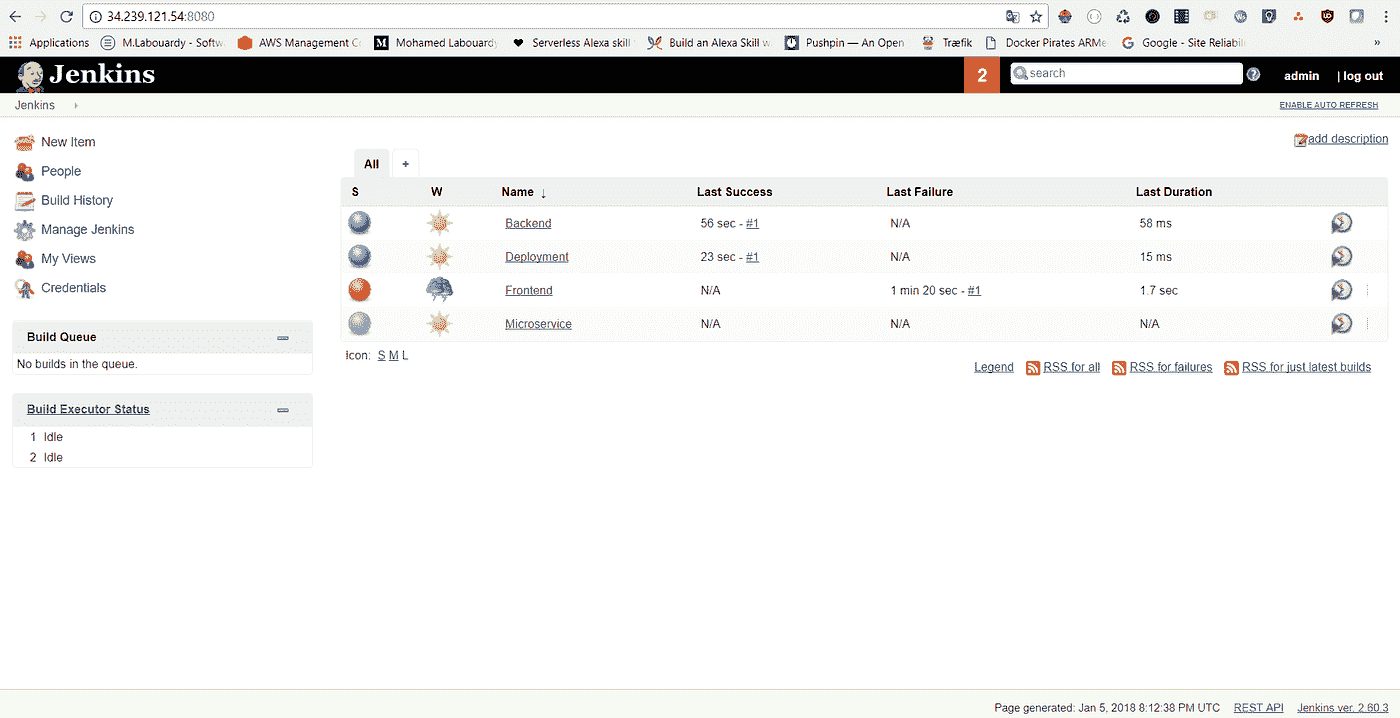 34.239.121.54:8080
Applications M.Labouardy - Softw AWS Management C Mohamed Labouardy Serverless Alexa skill Build an Alexa Skill w Pushpin — An Open Træfik Docker Pirates ARMe Google - Site Reliabil »
Jenkins 2 search admin | log out
Jenkins ENABLE AUTO REFRESH
add description
New Item
People
Build History
Manage Jenkins
My Views
Credentials
Build Queue
No builds in the queue.
Build Executor Status
1 Idle
2 Idle
All +
S W Name ↓ Last Success Last Failure Last Duration
Backend 56 sec - #1 N/A 58 ms
Deployment 23 sec - #1 N/A 15 ms
Frontend N/A 1 min 20 sec - #1 1.7 sec
Microservice N/A N/A N/A
Icon: S M L
Legend RSS for all RSS for failures RSS for just latest builds
Page generated: Jan 5, 2018 8:12:38 PM UTC REST API Jenkins ver. 2.60.3